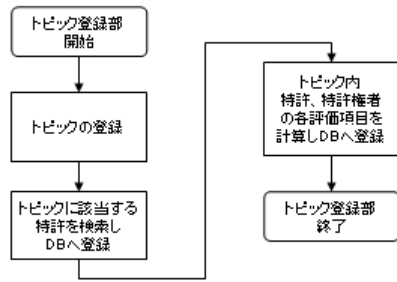 トピック登録部
開始
トピックの登録
トピックに該当する
特許を検索し
DBへ登録
トピック内
特許、特許権者
の各評価項目を
計算しDBへ登録
トピック登録部
終了